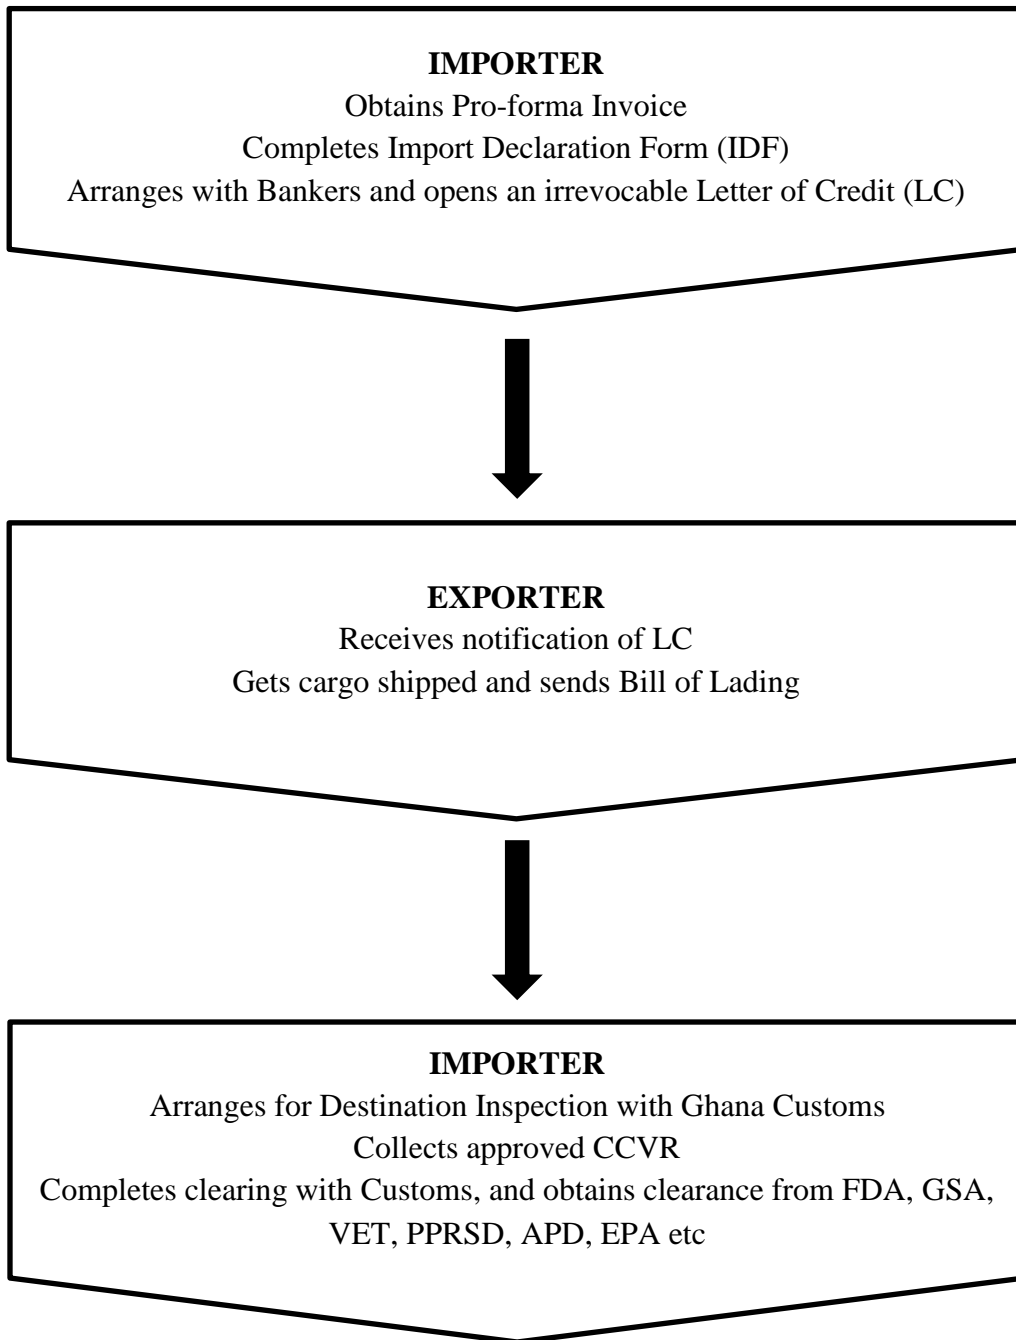 IMPORTER
Obtains Pro-forma Invoice
Completes Import Declaration Form (IDF)
Arranges with Bankers and opens an irrevocable Letter of Credit (LC)
EXPORTER
Receives notification of LC
Gets cargo shipped and sends Bill of Lading
IMPORTER
Arranges for Destination Inspection with Ghana Customs
Collects approved CCVR
Completes clearing with Customs, and obtains clearance from FDA, GSA,
VET, PPRSD, APD, EPA etc